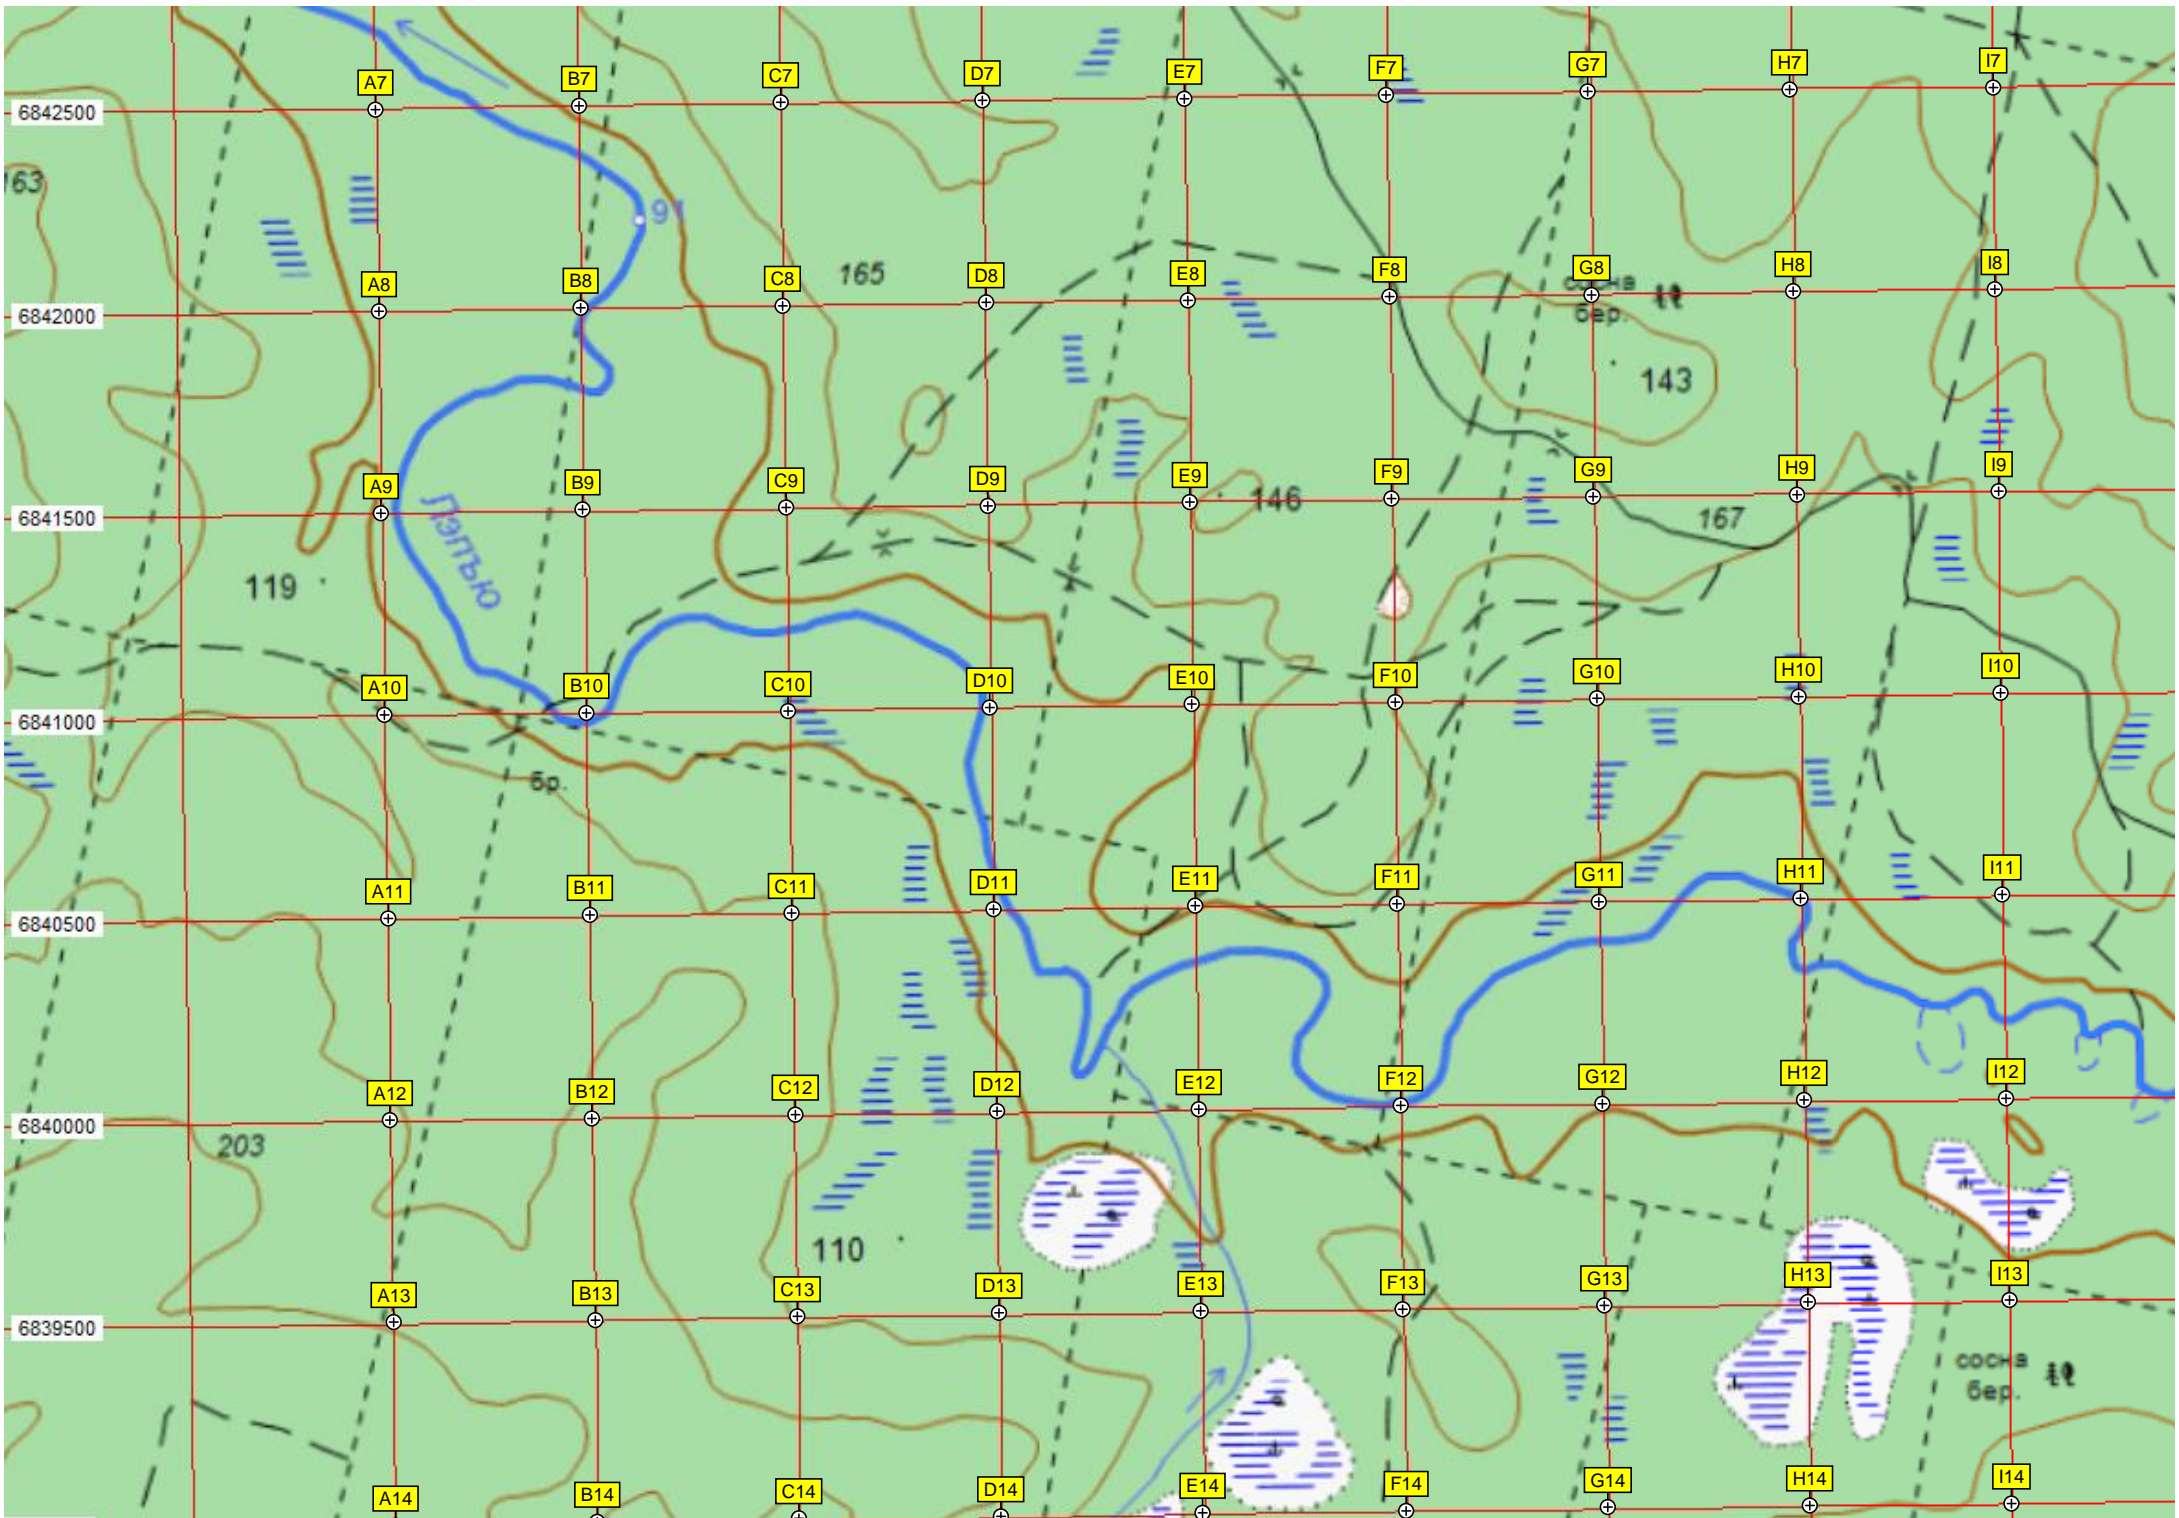 A7 B7 C7 D7 E7 F7 G7 H7 I7
6842500
163
91
A8 B8 C8 D8 E8 F8 G8 H8 I8
165
сосна
бер.
6842000
143
A9 B9 C9 D9 E9 F9 G9 H9 I9
146
6841500
167
Лэпъю
119
A10 B10 C10 D10 E10 F10 G10 H10 I10
6841000
бр.
A11 B11 C11 D11 E11 F11 G11 H11 I11
6840500
A12 B12 C12 D12 E12 F12 G12 H12 I12
6840000
203
110
A13 B13 C13 D13 E13 F13 G13 H13 I13
6839500
сосна
бер.
A14 B14 C14 D14 E14 F14 G14 H14 I14